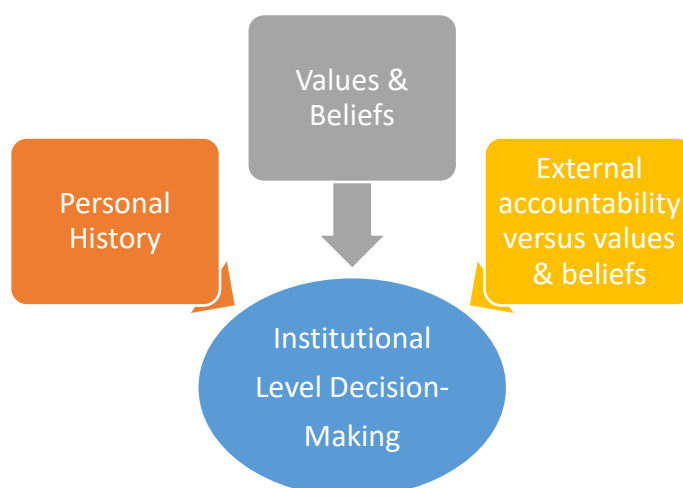 Values &
Beliefs
Personal
History
External
accountability
versus values
& beliefs
Institutional
Level Decision-
Making